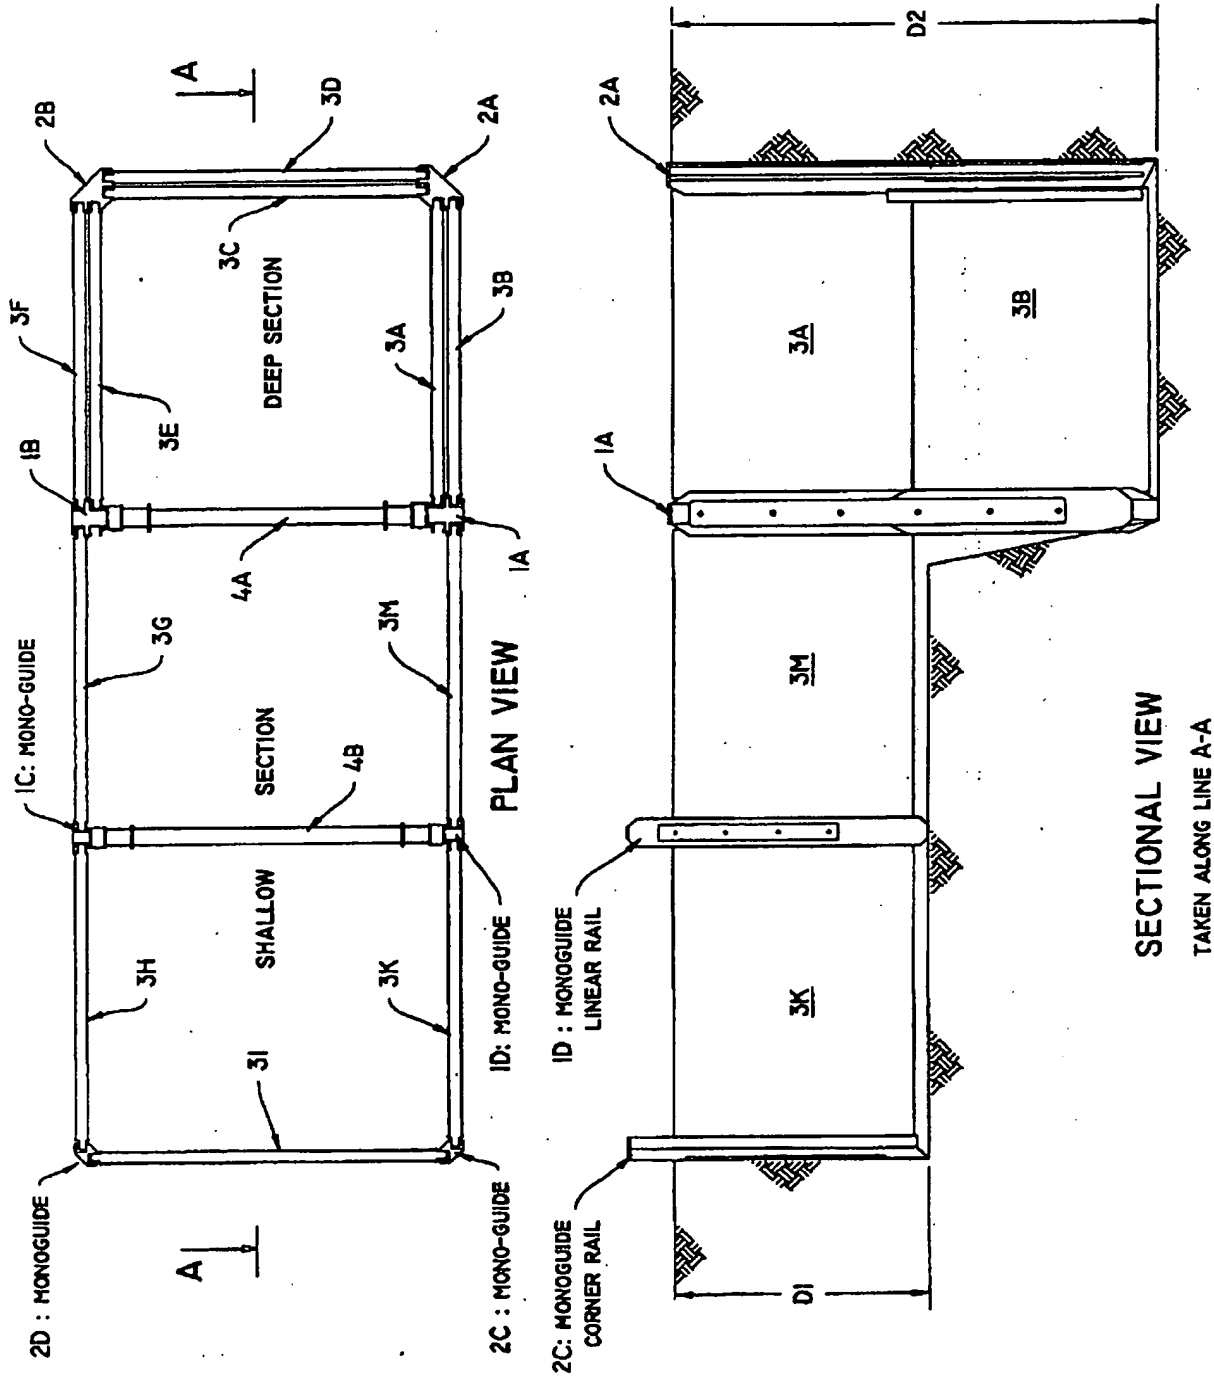 2D : MONOGUIDE
1C: MONO-GUIDE
3H
3G
1B
3F
3E
2B
A
A
3I
SHALLOW
SECTION
4B
4A
DEEP SECTION
3C
3D
3K
3M
3A
3B
2A
2C : MONO-GUIDE
1D: MONO-GUIDE
1A
PLAN VIEW
2C: MONOGUIDE
CORNER RAIL
1D : MONOGUIDE
LINEAR RAIL
1A
2A
3K
3M
3A
3B
D1
D2
SECTIONAL VIEW
TAKEN ALONG LINE A-A